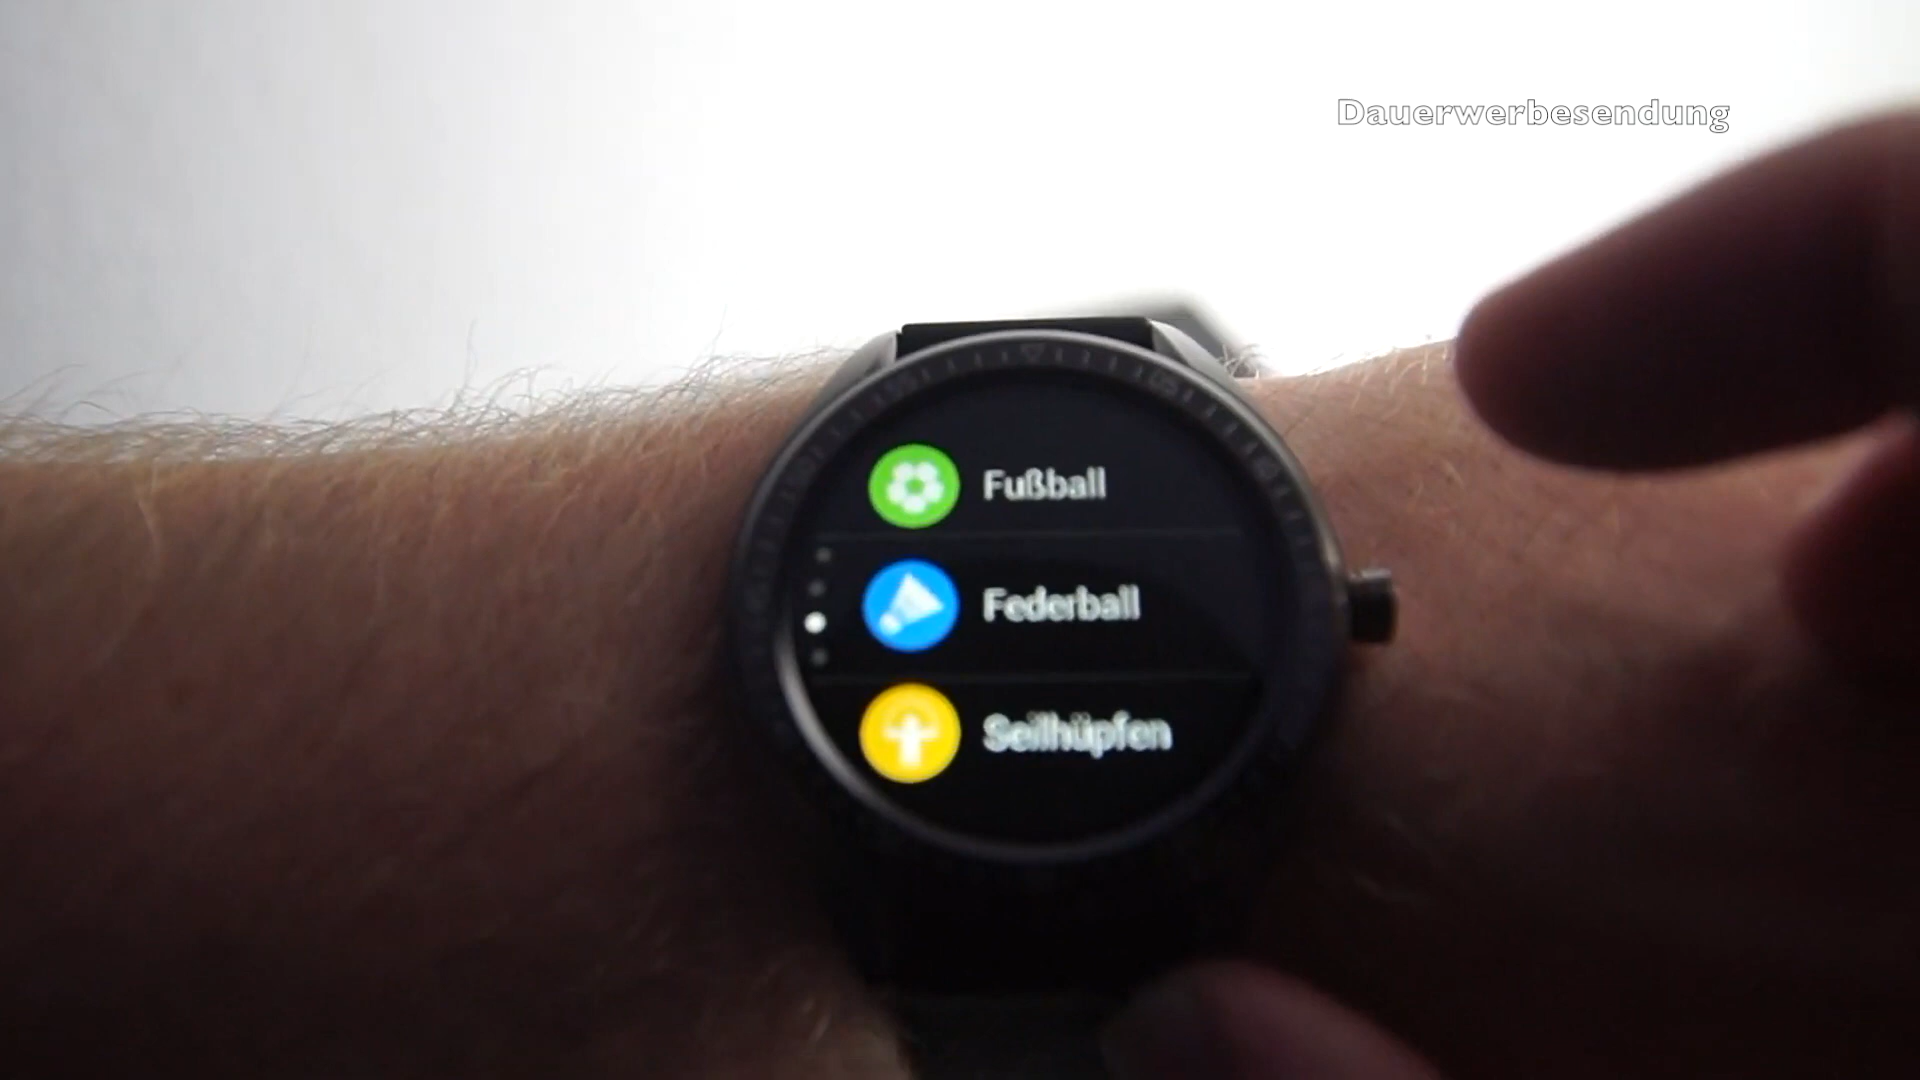 Dauerwerbesendung
Fußball
Federball
Seilhüpfen